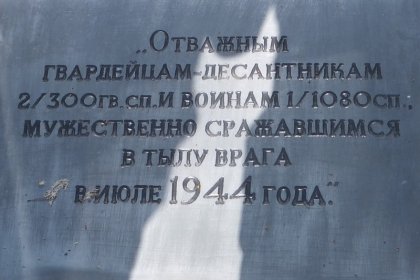 „Отважным
гвардейцам-десантникам
2/300гв.сп.и воинам 1/1080сп.,
мужественно сражавшимся
в тылу врага
в июле 1944 года."